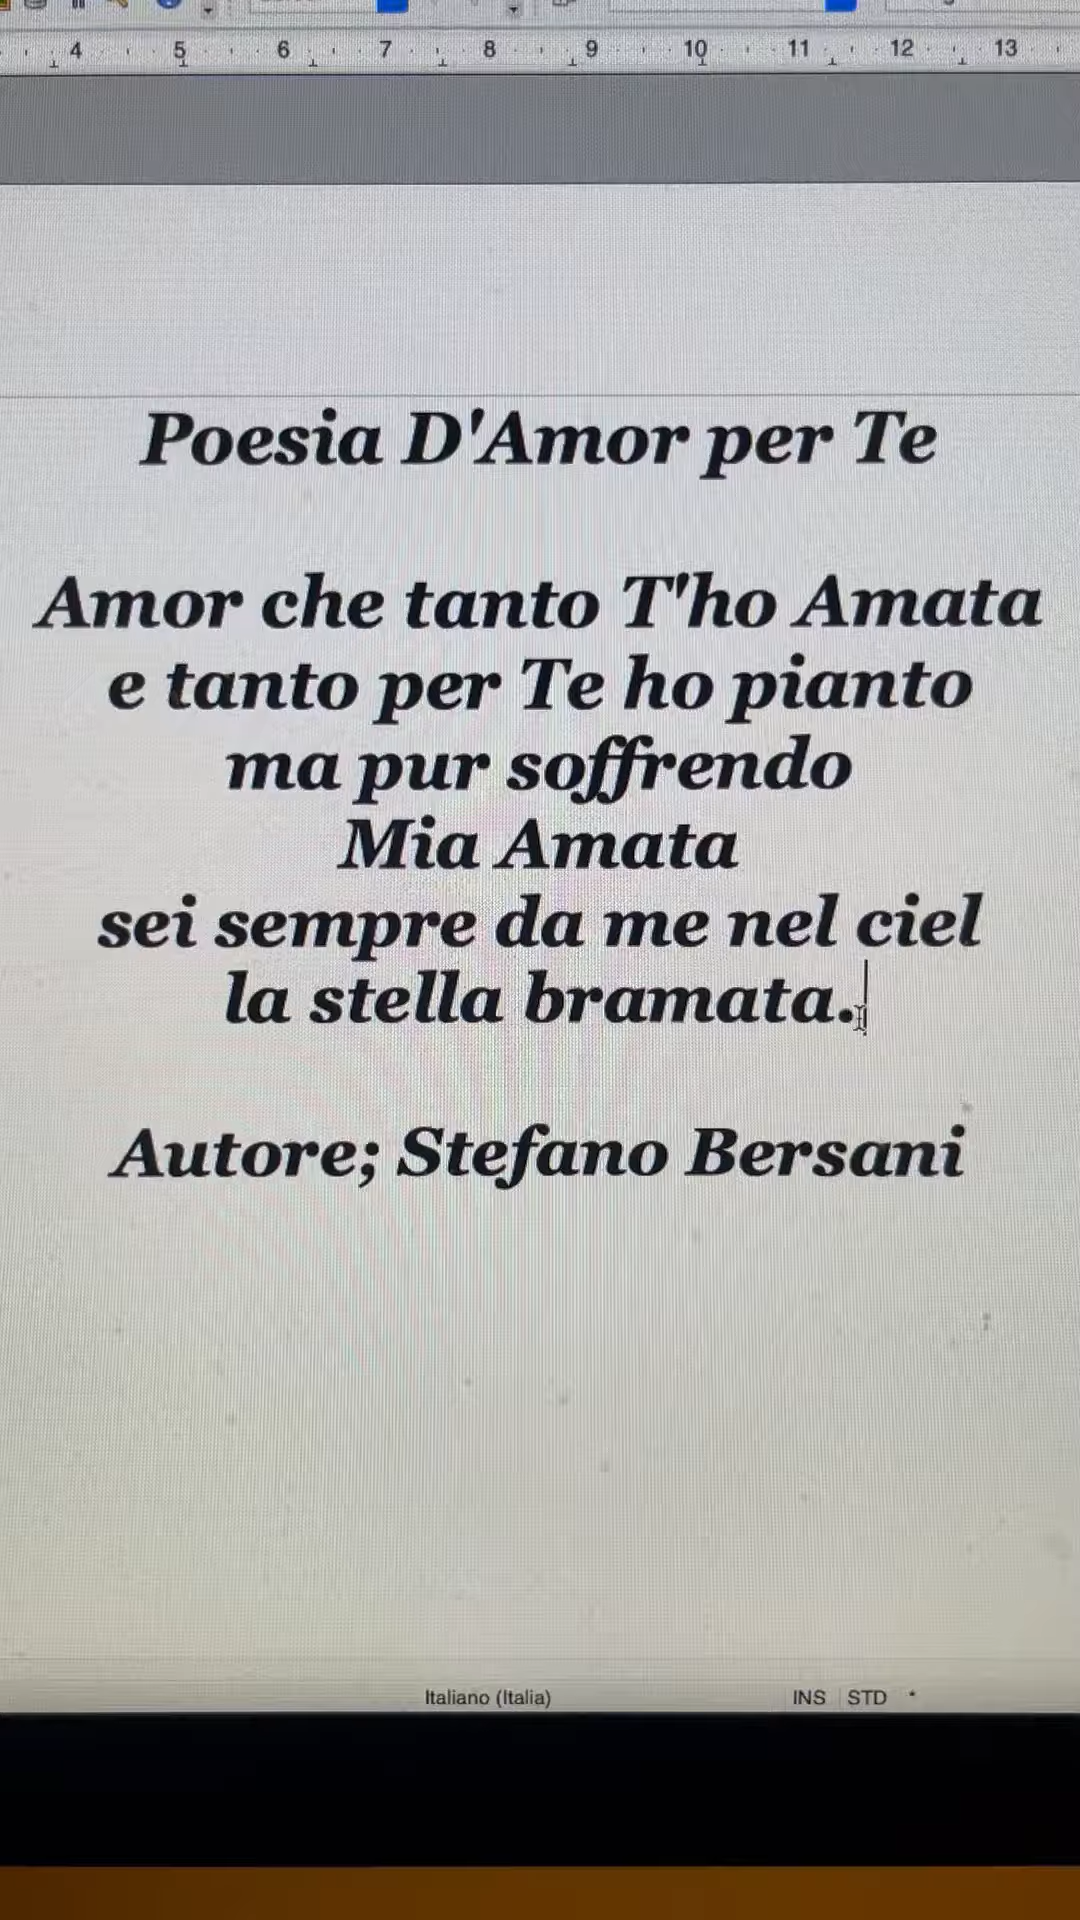 4 5 6 7 8 9 10 11 12 13
Poesia D'Amor per Te
Amor che tanto T'ho Amata
e tanto per Te ho pianto
ma pur soffrendo
Mia Amata
sei sempre da me nel ciel
la stella bramata.
Autore; Stefano Bersani
Italiano (Italia) INS STD *